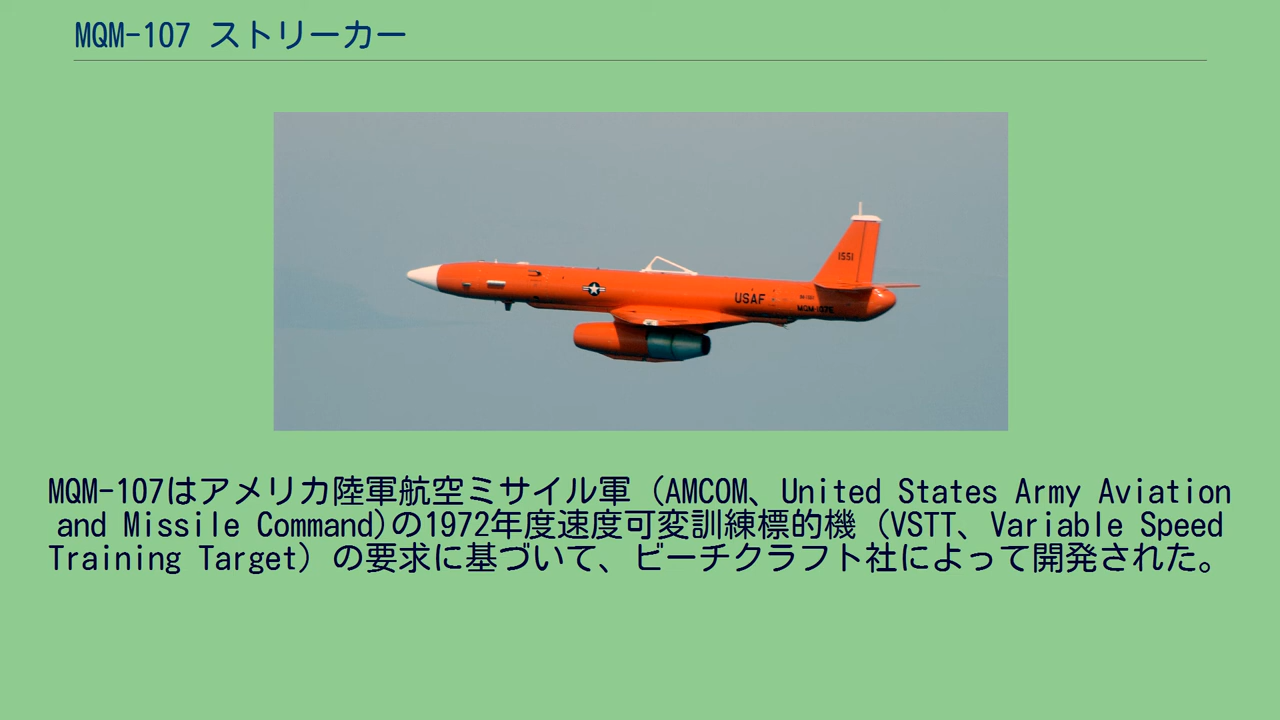 MQM-107 ストリーカー
1551
USAF
MQM-107E
MQM-107はアメリカ陸軍航空ミサイル軍（AMCOM、United States Army Aviation
and Missile Command)の1972年度速度可変訓練標的機（VSTT、Variable Speed
Training Target）の要求に基づいて、ビーチクラフト社によって開発された。